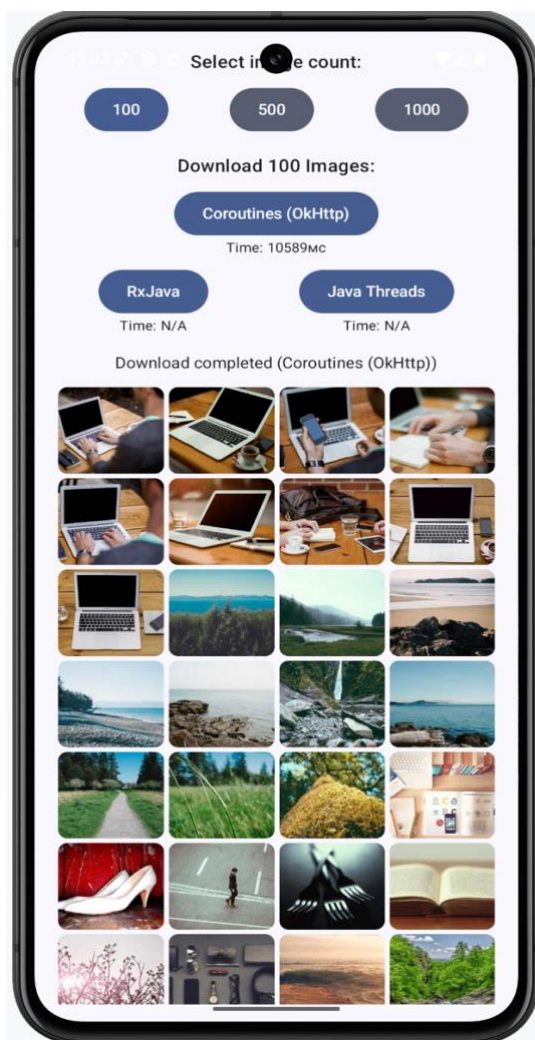 Select image count:
100 500 1000
Download 100 Images:
Coroutines (OkHttp)
Time: 10589мс
RxJava Java Threads
Time: N/A Time: N/A
Download completed (Coroutines (OkHttp))